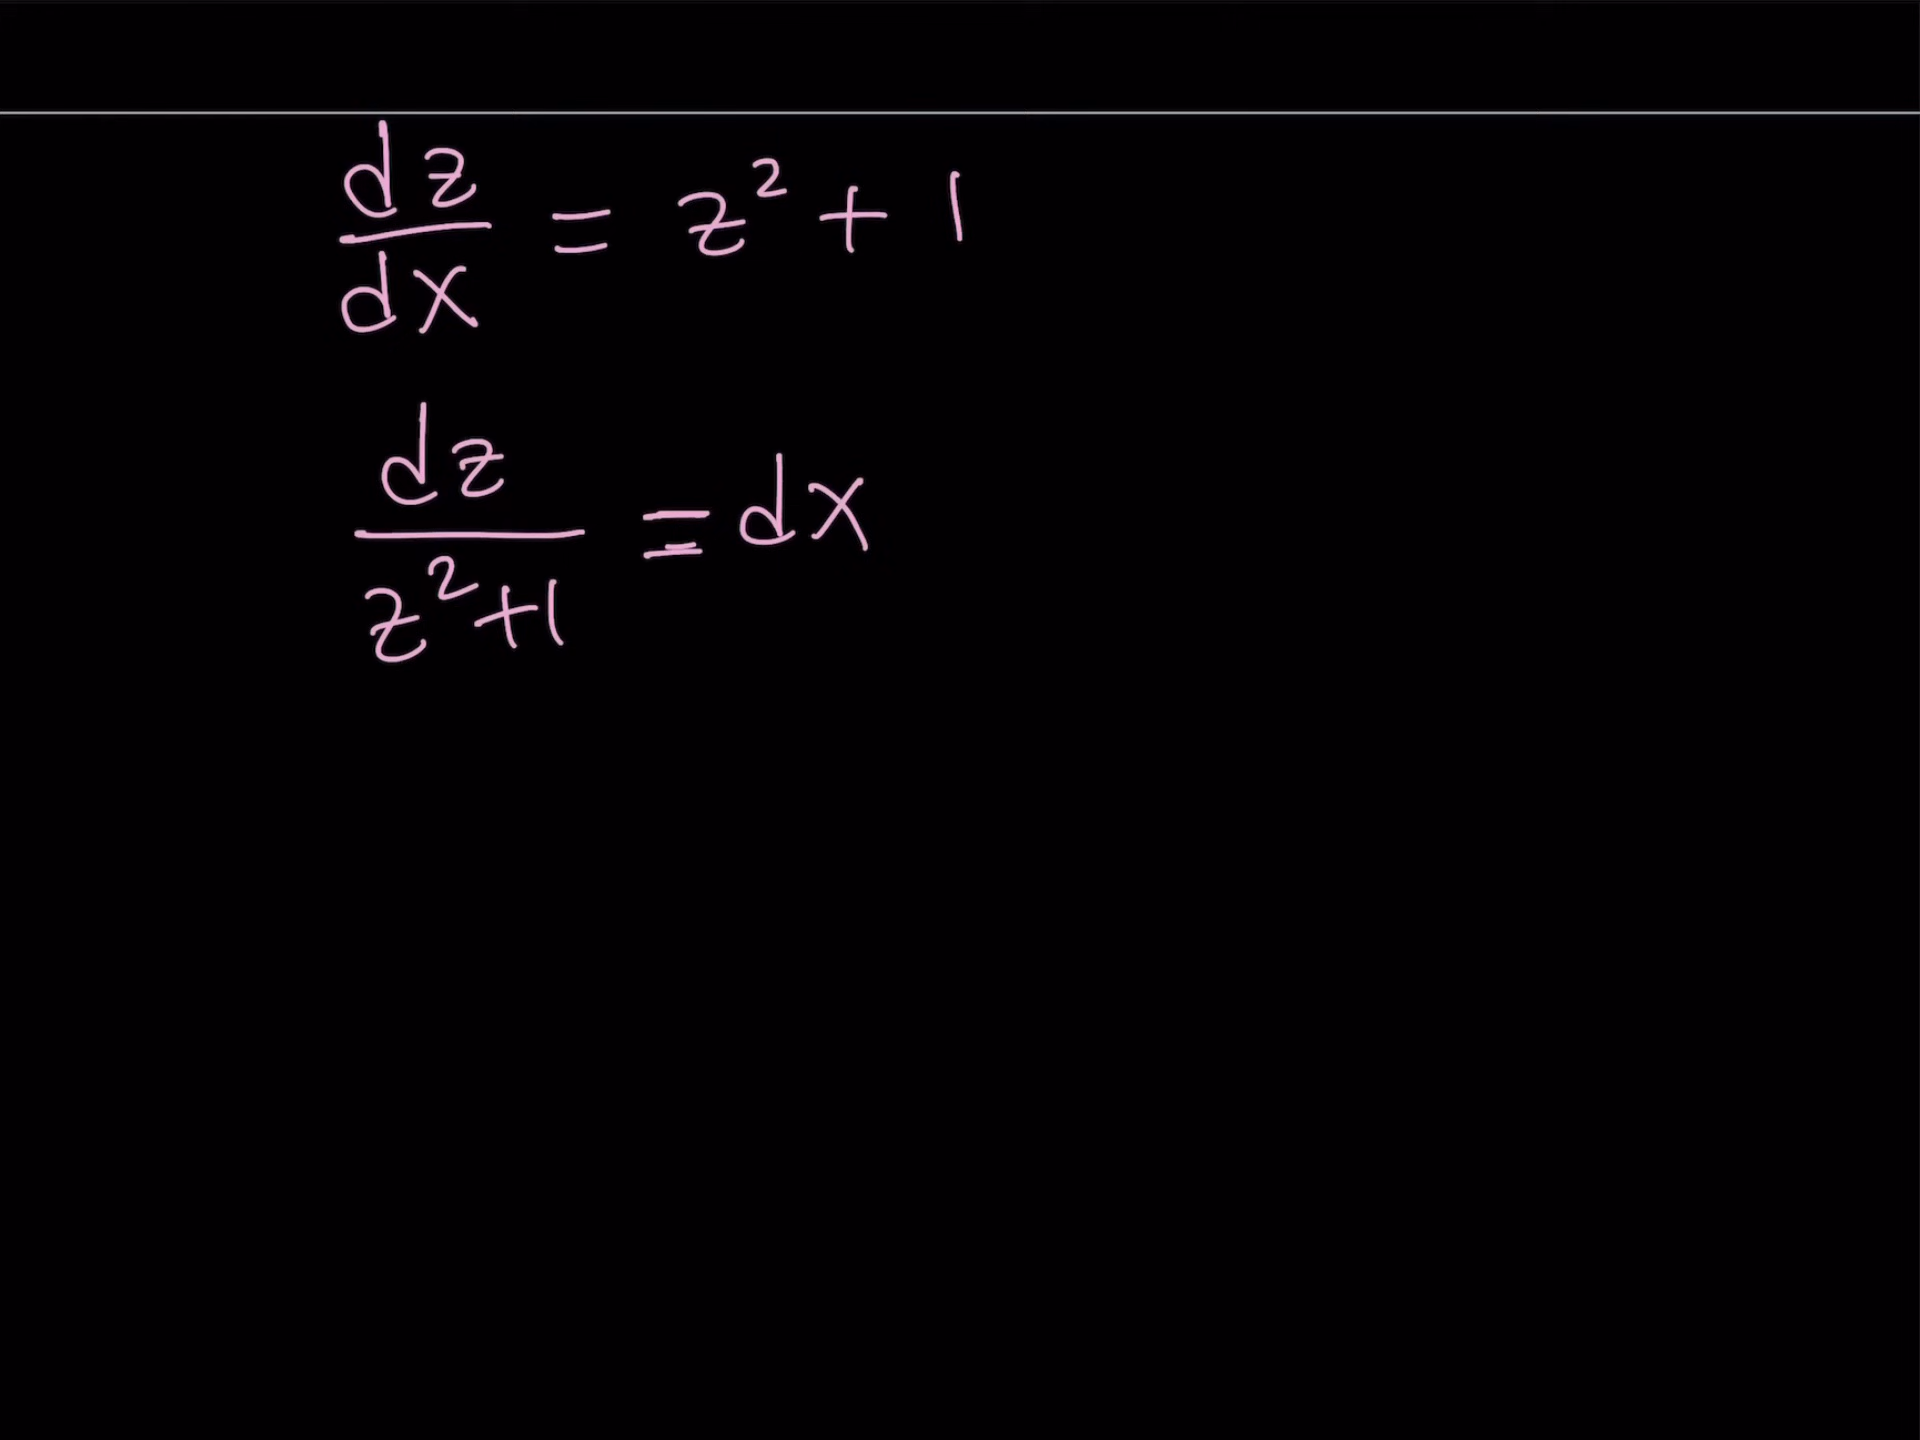 dz/dx = z² + 1
dz/(z²+1) = dx